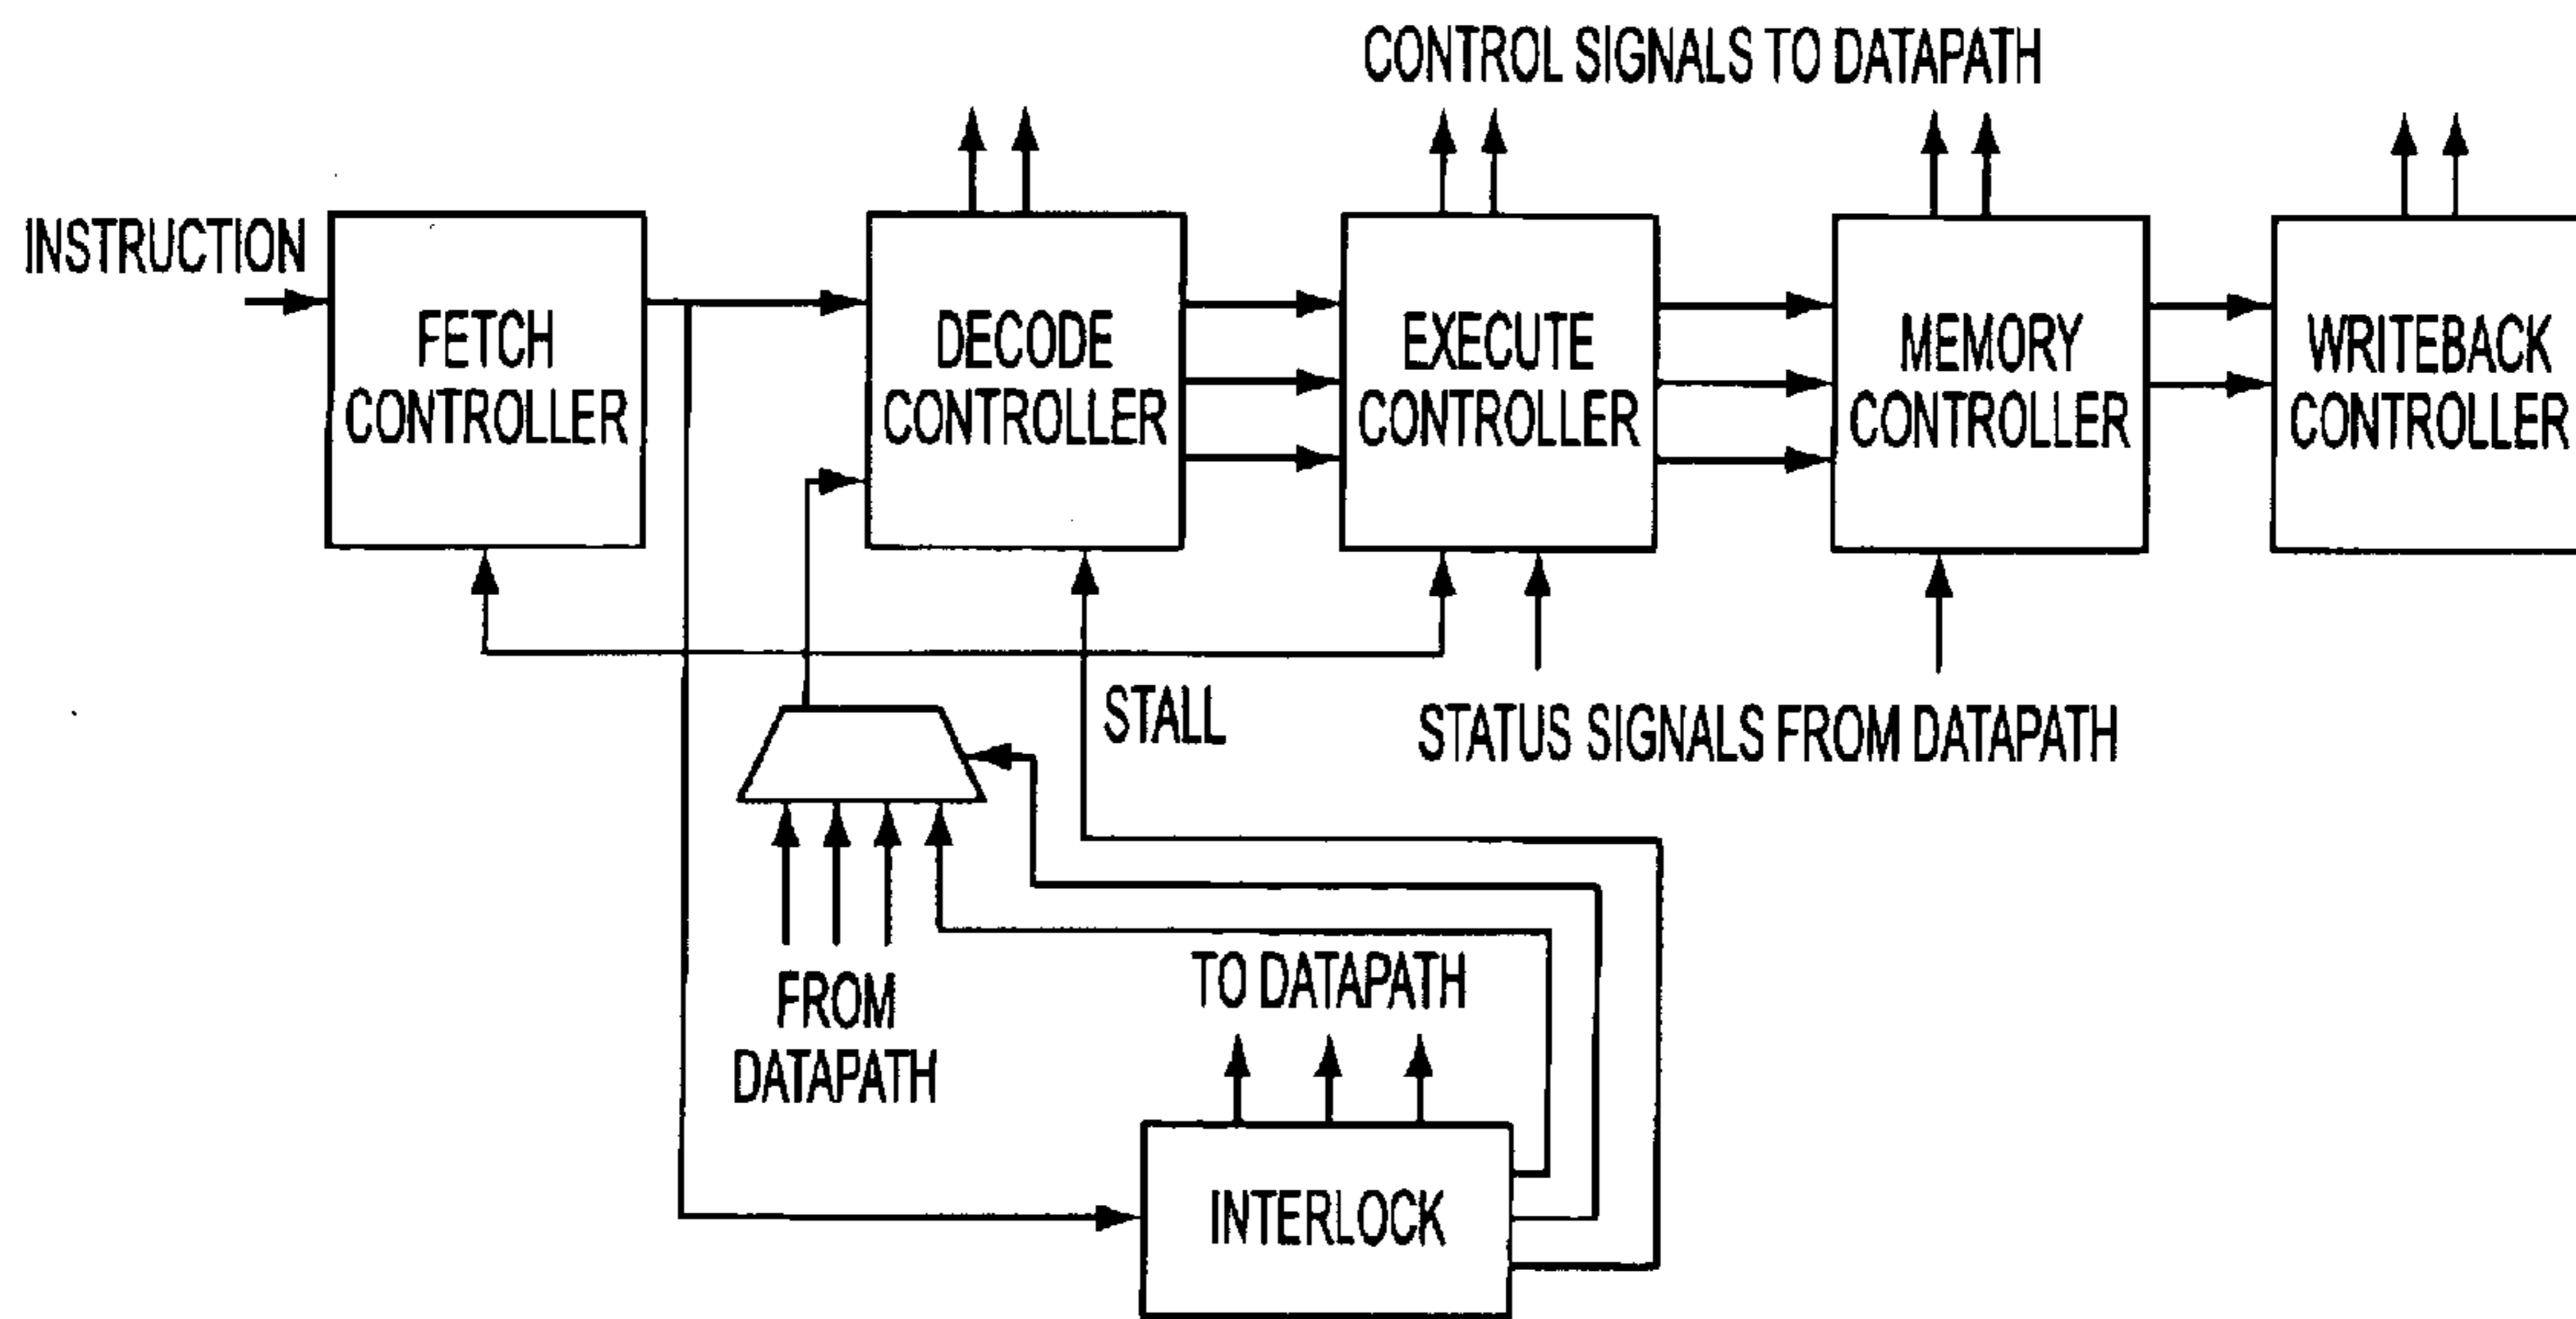 CONTROL SIGNALS TO DATAPATH
INSTRUCTION
FETCH
CONTROLLER
DECODE
CONTROLLER
EXECUTE
CONTROLLER
MEMORY
CONTROLLER
WRITEBACK
CONTROLLER
STALL
STATUS SIGNALS FROM DATAPATH
FROM
DATAPATH
TO DATAPATH
INTERLOCK